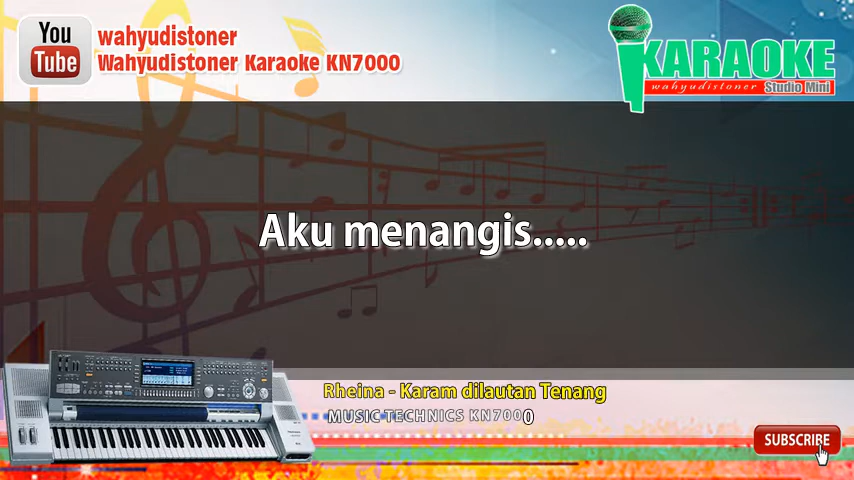 You
Tube
wahyudistoner
Wahyudistoner Karaoke KN7000
KARAOKE
wahyudistoner Studio Mini
Aku menangis.....
Rheina - Karam dilautan Tenang
MUSIC TECHNICS KN7000
SUBSCRIBE